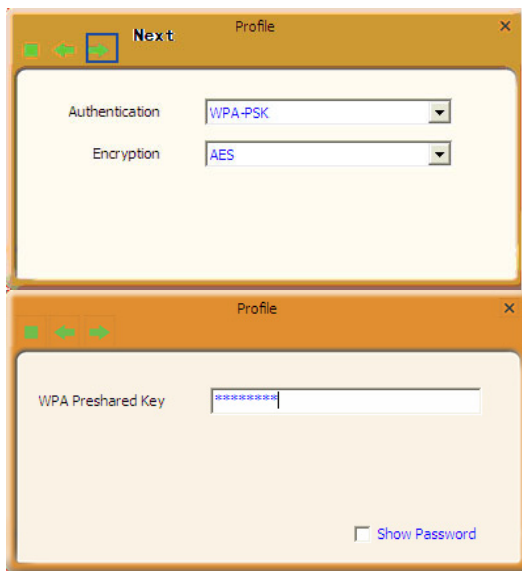 Next
Profile
Authentication WPA-PSK
Encryption AES
Profile
WPA Preshared Key ********
Show Password